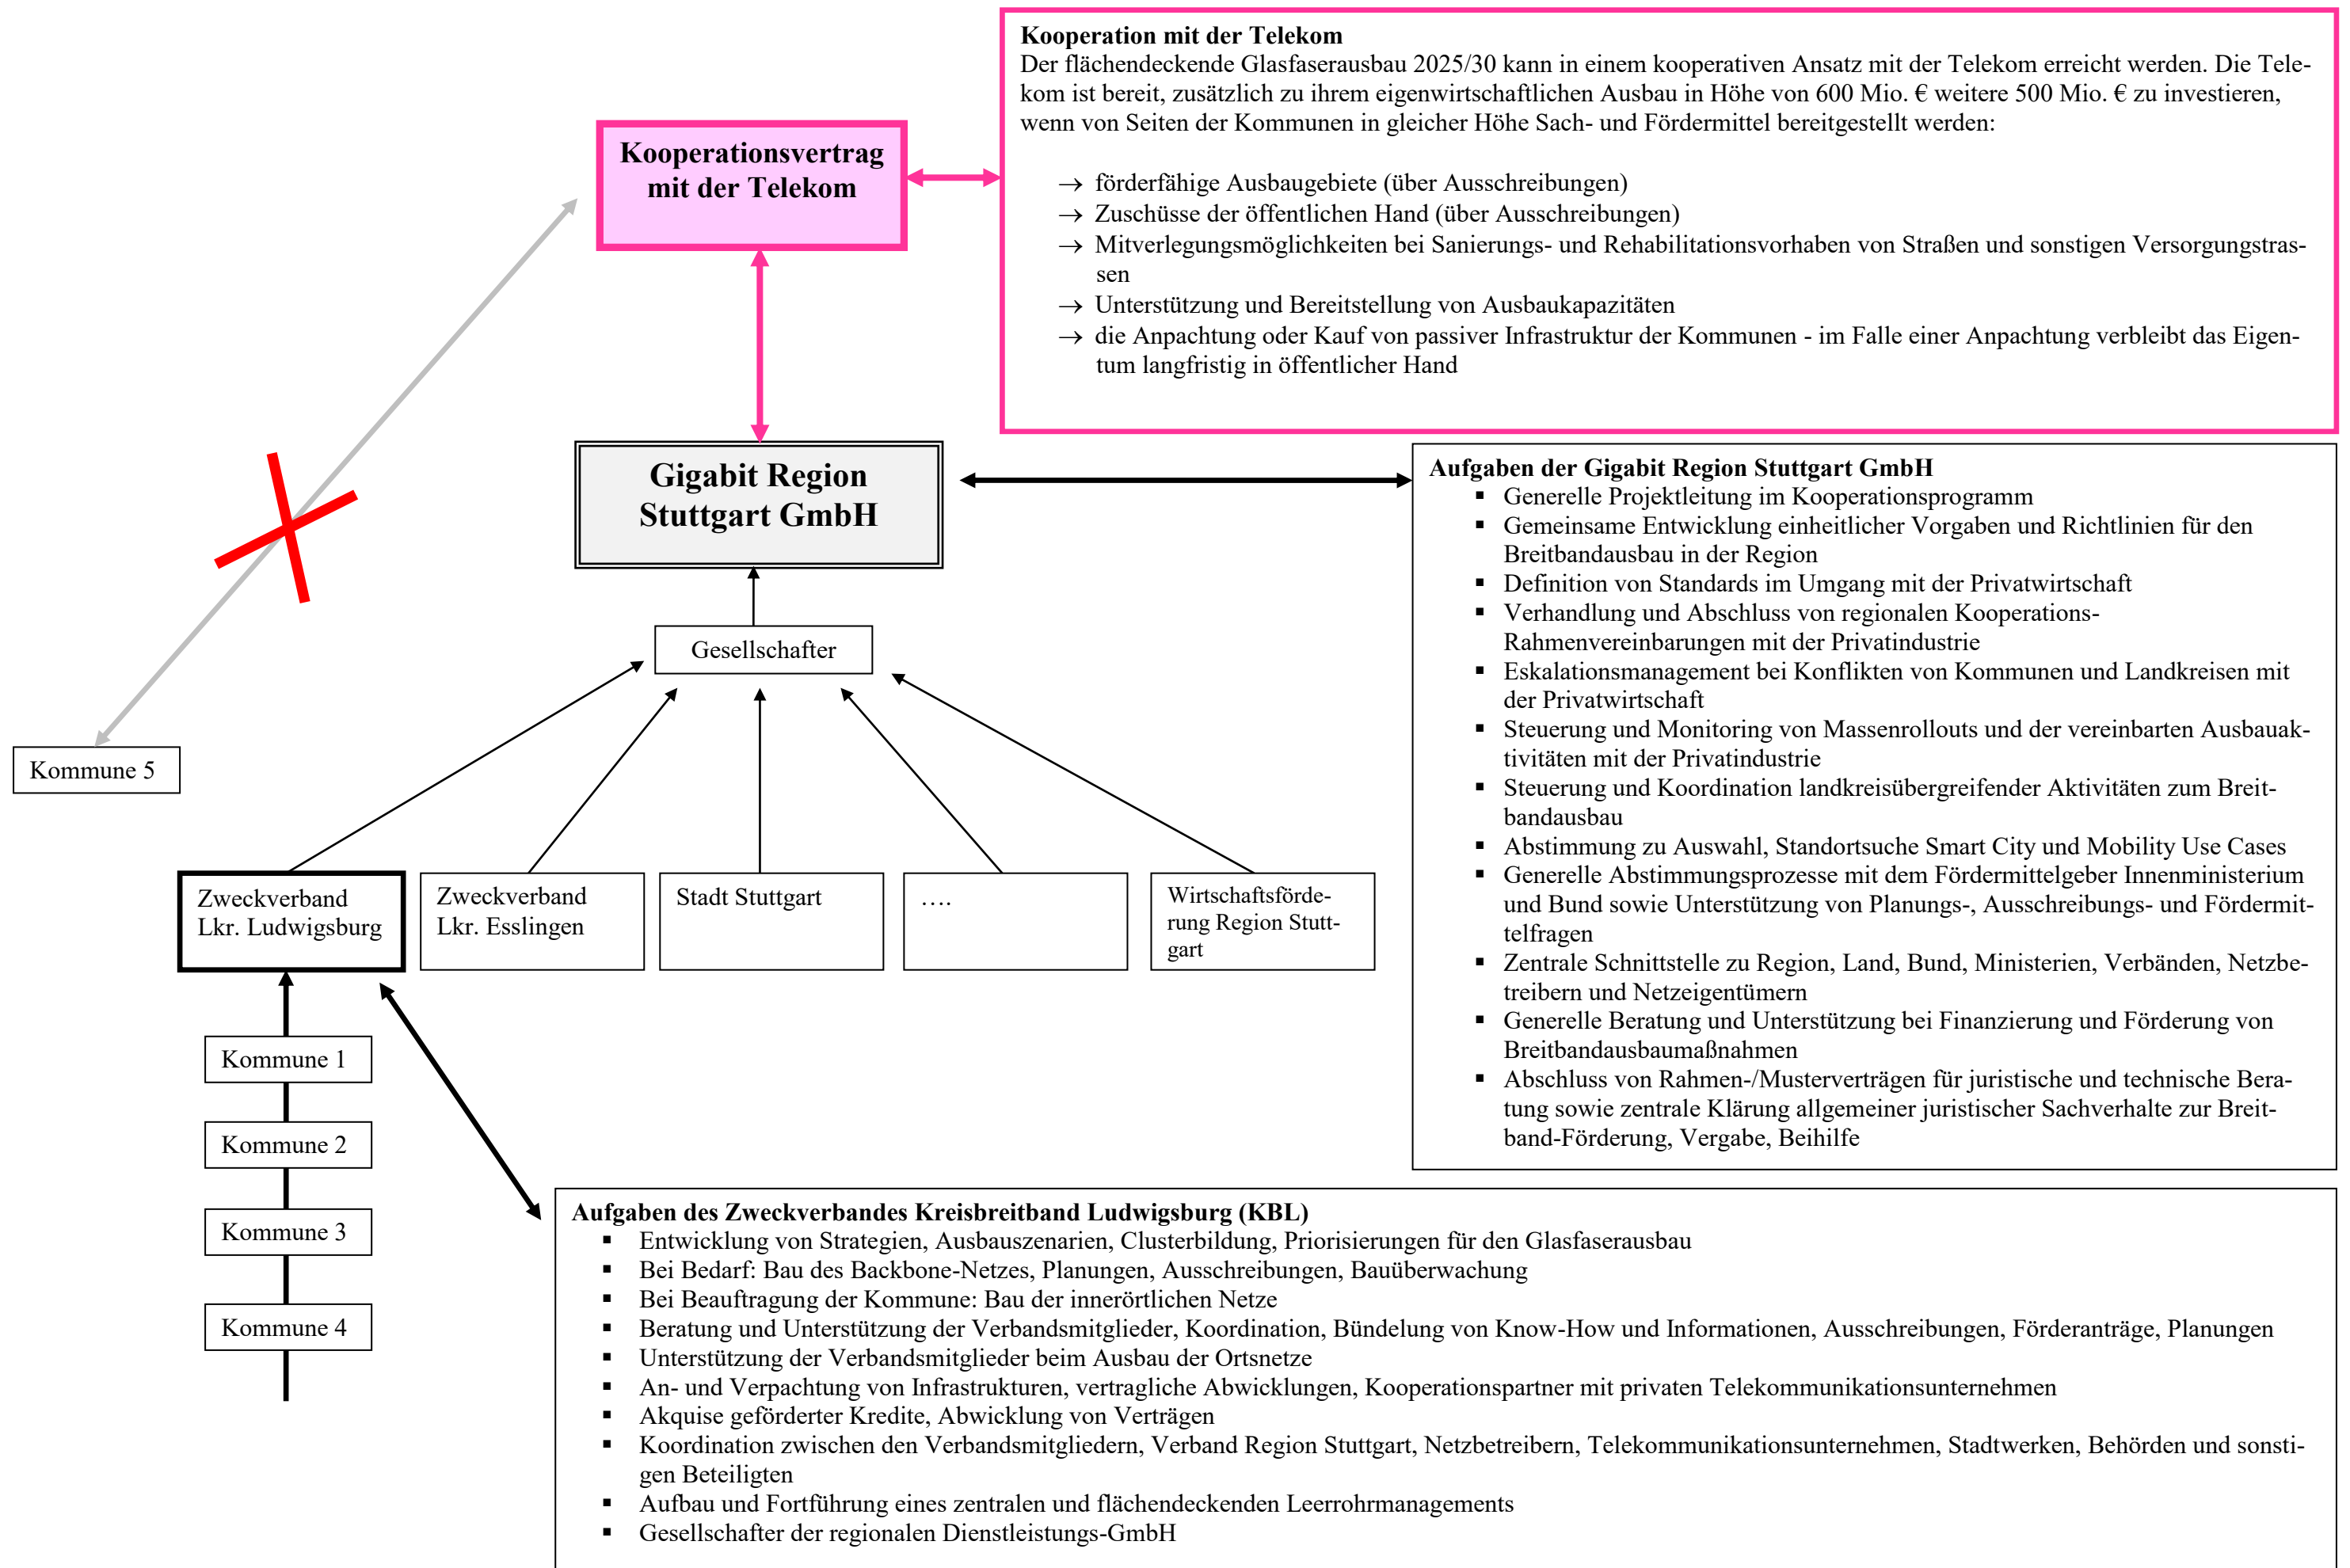 Kooperation mit der Telekom
Der flächendeckende Glasfaserausbau 2025/30 kann in einem kooperativen Ansatz mit der Telekom erreicht werden. Die Tele-
kom ist bereit, zusätzlich zu ihrem eigenwirtschaftlichen Ausbau in Höhe von 600 Mio. € weitere 500 Mio. € zu investieren,
wenn von Seiten der Kommunen in gleicher Höhe Sach- und Fördermittel bereitgestellt werden:
→ förderfähige Ausbaugebiete (über Ausschreibungen)
→ Zuschüsse der öffentlichen Hand (über Ausschreibungen)
→ Mitverlegungsmöglichkeiten bei Sanierungs- und Rehabilitationsvorhaben von Straßen und sonstigen Versorgungstras-
sen
→ Unterstützung und Bereitstellung von Ausbaukapazitäten
→ die Anpachtung oder Kauf von passiver Infrastruktur der Kommunen - im Falle einer Anpachtung verbleibt das Eigen-
tum langfristig in öffentlicher Hand
Kooperationsvertrag
mit der Telekom
Gigabit Region
Stuttgart GmbH
Aufgaben der Gigabit Region Stuttgart GmbH
▪ Generelle Projektleitung im Kooperationsprogramm
▪ Gemeinsame Entwicklung einheitlicher Vorgaben und Richtlinien für den
Breitbandausbau in der Region
▪ Definition von Standards im Umgang mit der Privatwirtschaft
▪ Verhandlung und Abschluss von regionalen Kooperations-
Rahmenvereinbarungen mit der Privatindustrie
▪ Eskalationsmanagement bei Konflikten von Kommunen und Landkreisen mit
der Privatwirtschaft
▪ Steuerung und Monitoring von Massenrollouts und der vereinbarten Ausbauak-
tivitäten mit der Privatindustrie
▪ Steuerung und Koordination landkreisübergreifender Aktivitäten zum Breit-
bandausbau
▪ Abstimmung zu Auswahl, Standortsuche Smart City und Mobility Use Cases
▪ Generelle Abstimmungsprozesse mit dem Fördermittelgeber Innenministerium
und Bund sowie Unterstützung von Planungs-, Ausschreibungs- und Fördermit-
telfragen
▪ Zentrale Schnittstelle zu Region, Land, Bund, Ministerien, Verbänden, Netzbe-
treibern und Netzeigentümern
▪ Generelle Beratung und Unterstützung bei Finanzierung und Förderung von
Breitbandausbaumaßnahmen
▪ Abschluss von Rahmen-/Musterverträgen für juristische und technische Bera-
tung sowie zentrale Klärung allgemeiner juristischer Sachverhalte zur Breit-
band-Förderung, Vergabe, Beihilfe
Gesellschafter
Kommune 5
Zweckverband
Lkr. Ludwigsburg
Zweckverband
Lkr. Esslingen
Stadt Stuttgart
….
Wirtschaftsförde-
rung Region Stutt-
gart
Kommune 1
Kommune 2
Kommune 3
Kommune 4
Aufgaben des Zweckverbandes Kreisbreitband Ludwigsburg (KBL)
▪ Entwicklung von Strategien, Ausbauszenarien, Clusterbildung, Priorisierungen für den Glasfaserausbau
▪ Bei Bedarf: Bau des Backbone-Netzes, Planungen, Ausschreibungen, Bauüberwachung
▪ Bei Beauftragung der Kommune: Bau der innerörtlichen Netze
▪ Beratung und Unterstützung der Verbandsmitglieder, Koordination, Bündelung von Know-How und Informationen, Ausschreibungen, Förderanträge, Planungen
▪ Unterstützung der Verbandsmitglieder beim Ausbau der Ortsnetze
▪ An- und Verpachtung von Infrastrukturen, vertragliche Abwicklungen, Kooperationspartner mit privaten Telekommunikationsunternehmen
▪ Akquise geförderter Kredite, Abwicklung von Verträgen
▪ Koordination zwischen den Verbandsmitgliedern, Verband Region Stuttgart, Netzbetreibern, Telekommunikationsunternehmen, Stadtwerken, Behörden und sonsti-
gen Beteiligten
▪ Aufbau und Fortführung eines zentralen und flächendeckenden Leerrohrmanagements
▪ Gesellschafter der regionalen Dienstleistungs-GmbH